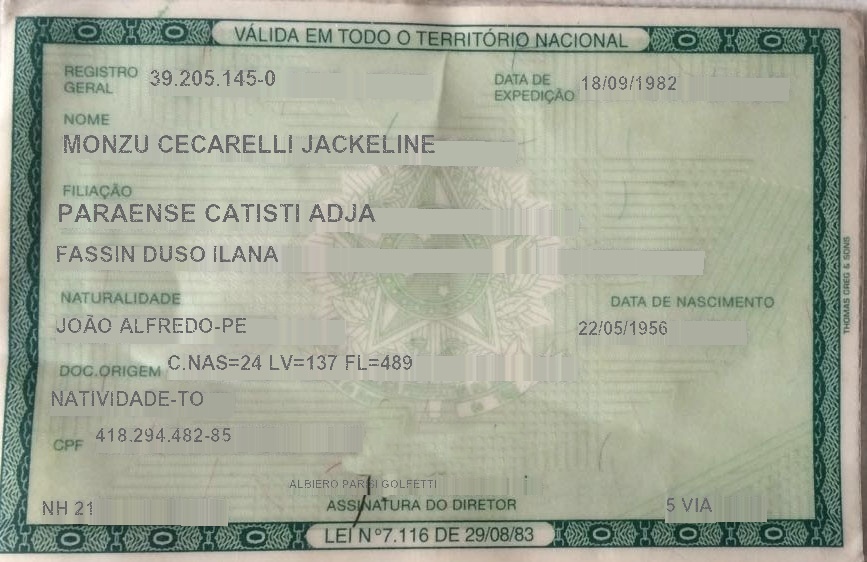 VÁLIDA EM TODO O TERRITÓRIO NACIONAL
REGISTRO GERAL 39.205.145-0 DATA DE EXPEDIÇÃO 18/09/1982
NOME
MONZU CECARELLI JACKELINE
FILIAÇÃO
PARAENSE CATISTI ADJA
FASSIN DUSO ILANA
NATURALIDADE DATA DE NASCIMENTO
JOÃO ALFREDO-PE 22/05/1956
DOC.ORIGEM C.NAS=24 LV=137 FL=489
NATIVIDADE-TO
CPF 418.294.482-85
ALBIERO PARISI GOLFETTI
NH 21 ASSINATURA DO DIRETOR 5 VIA
LEI Nº7.116 DE 29/08/83
THOMAS GREG & SONS